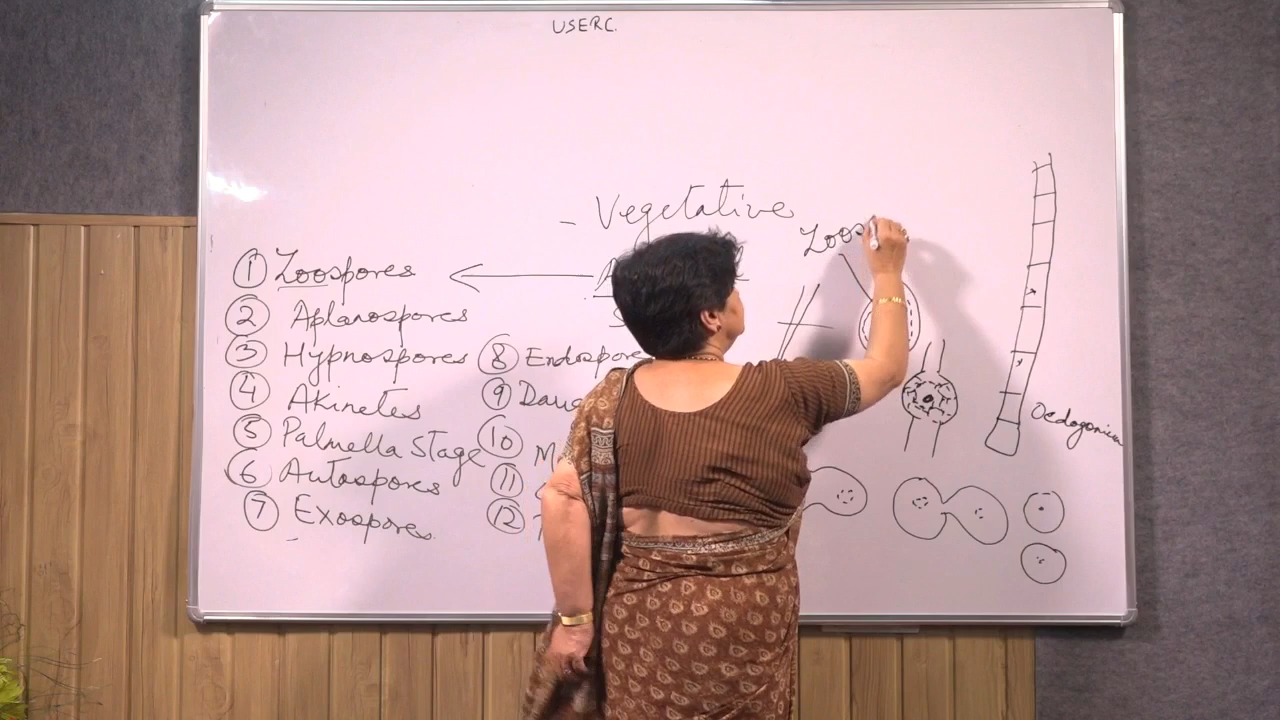 USERC.
- Vegetative
Zoos
① Zoospores
② Aplanospores
③ Hypnospores
④ Akinetes
⑤ Palmella Stage
⑥ Autospores
⑦ Exospore
⑧ Endospore
⑨
⑩
⑪
⑫
Oedogonium